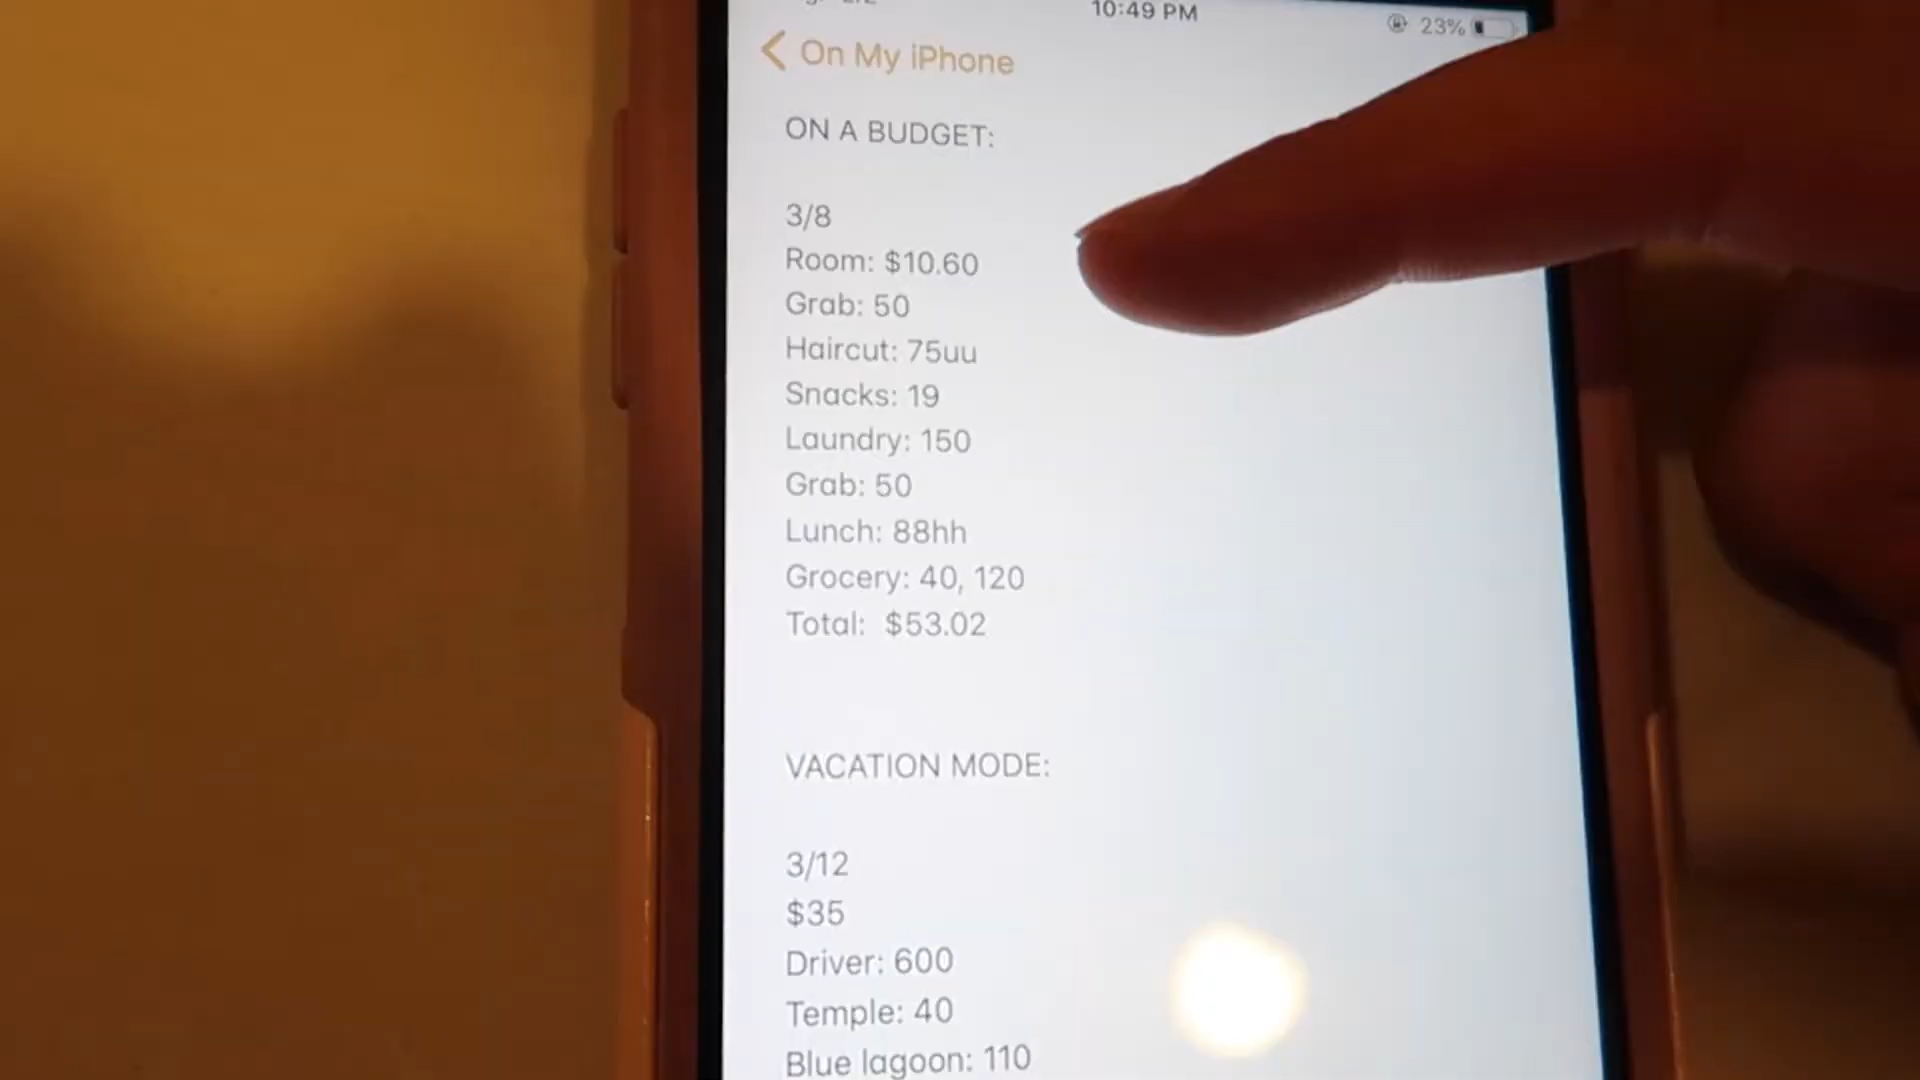 10:49 PM
23%
On My iPhone
ON A BUDGET:
3/8
Room: $10.60
Grab: 50
Haircut: 75uu
Snacks: 19
Laundry: 150
Grab: 50
Lunch: 88hh
Grocery: 40, 120
Total: $53.02
VACATION MODE:
3/12
$35
Driver: 600
Temple: 40
Blue lagoon: 110